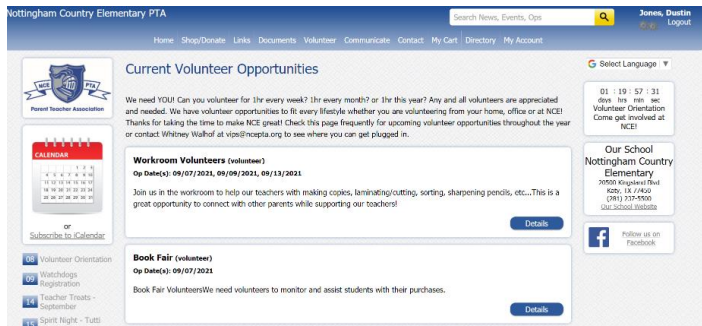 Nottingham Country Elementary PTA
Search News, Events, Ops
Jones, Dustin
Logout
Home Shop/Donate Links Documents Volunteer Communicate Contact My Cart Directory My Account
NCE PTA
Parent Teacher Association
CALENDAR
or
Subscribe to iCalendar
08 Volunteer Orientation
09 Watchdogs
Registration
14 Teacher Treats -
September
15 Spirit Night - Tutti
Current Volunteer Opportunities
We need YOU! Can you volunteer for 1hr every week? 1hr every month? or 1hr this year? Any and all volunteers are appreciated
and needed. We have volunteer opportunities to fit every lifestyle whether you are volunteering from your home, office or at NCE!
Thanks for taking the time to make NCE great! Check this page frequently for upcoming volunteer opportunities throughout the year
or contact Whitney Walhof at vips@ncepta.org to see where you can get plugged in.
Workroom Volunteers (volunteer)
Op Date(s): 09/07/2021, 09/09/2021, 09/13/2021
Join us in the workroom to help our teachers with making copies, laminating/cutting, sorting, sharpening pencils, etc...This is a
great opportunity to connect with other parents while supporting our teachers!
Details
Book Fair (volunteer)
Op Date(s): 09/07/2021
Book Fair VolunteersWe need volunteers to monitor and assist students with their purchases.
Details
G Select Language ▼
01 : 19 : 57 : 31
days hrs min sec
Volunteer Orientation
Come get involved at
NCE!
Our School
Nottingham Country
Elementary
20500 Kingsland Blvd
Katy, TX 77450
(281) 237-5500
Our School Website
Follow us on
Facebook